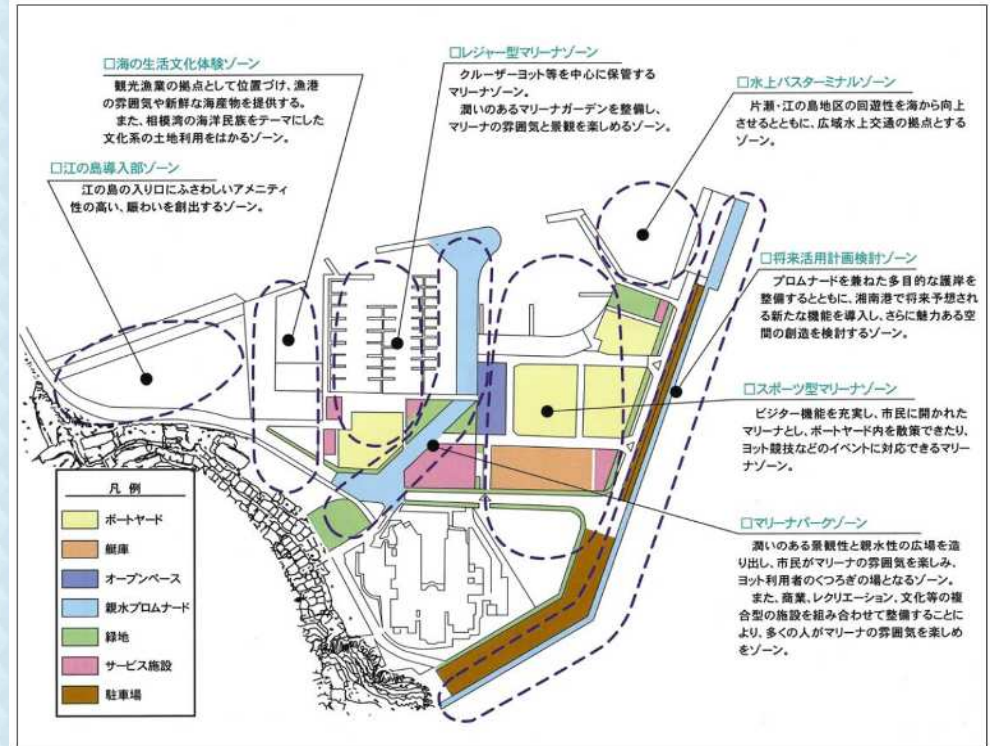 □海の生活文化体験ゾーン
観光漁業の拠点として位置づけ、漁港
の雰囲気や新鮮な海産物を提供する。
また、相模湾の海洋民族をテーマにした
文化系の土地利用をはかるゾーン。
□江の島導入部ゾーン
江の島の入り口にふさわしいアメニティ
性の高い、賑わいを創出するゾーン。
□レジャー型マリーナゾーン
クルーザーヨット等を中心に保管する
マリーナゾーン。
潤いのあるマリーナガーデンを整備し、
マリーナの雰囲気と景観を楽しめるゾーン。
□水上バスターミナルゾーン
片瀬・江の島地区の回遊性を海から向上
させるとともに、広域水上交通の拠点とする
ゾーン。
□将来活用計画検討ゾーン
プロムナードを兼ねた多目的な護岸を
整備するとともに、湘南港で将来予想され
る新たな機能を導入し、さらに魅力ある空
間の創造を検討するゾーン。
□スポーツ型マリーナゾーン
ビジター機能を充実し、市民に開かれた
マリーナとし、ボートヤード内を散策できたり、
ヨット競技などのイベントに対応できるマリー
ナゾーン。
□マリーナパークゾーン
潤いのある景観性と親水性の広場を造
り出し、市民がマリーナの雰囲気を楽しみ、
ヨット利用者のくつろぎの場となるゾーン。
また、商業、レクリエーション、文化等の複
合型の施設を組み合わせて整備することに
より、多くの人がマリーナの雰囲気を楽しめ
をゾーン。
凡例
ボートヤード
艇庫
オープンベース
親水プロムナード
緑地
サービス施設
駐車場